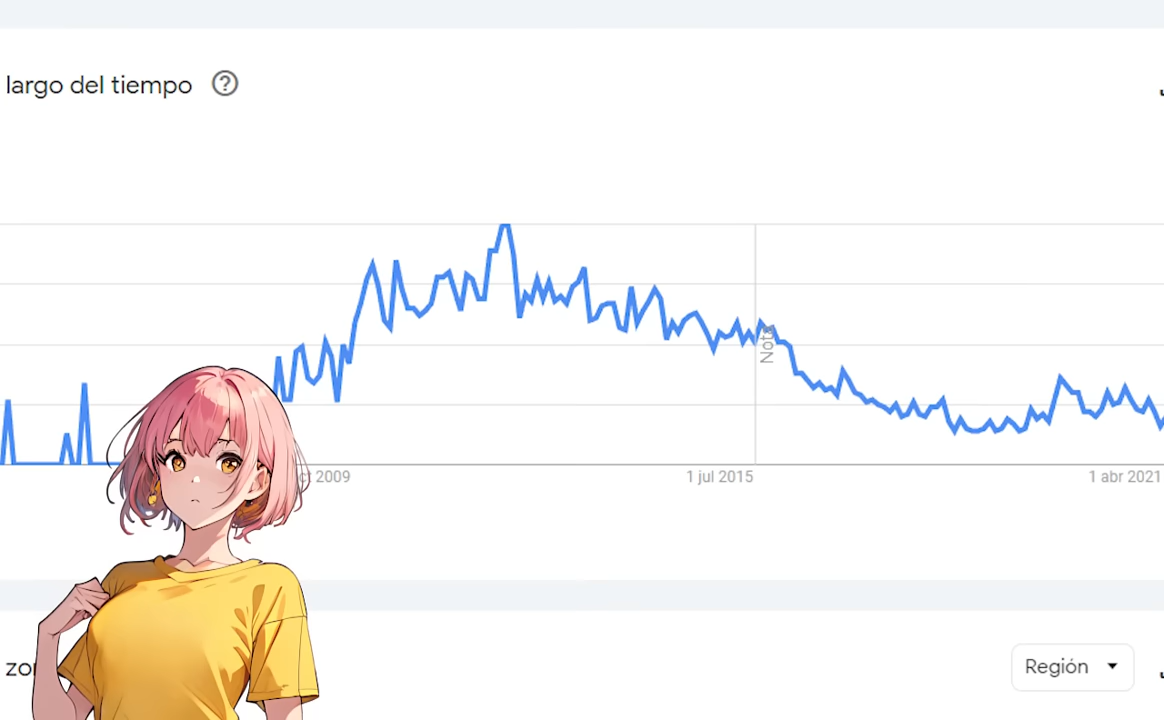 largo del tiempo
Nota
2009
1 jul 2015
1 abr 2021
Región